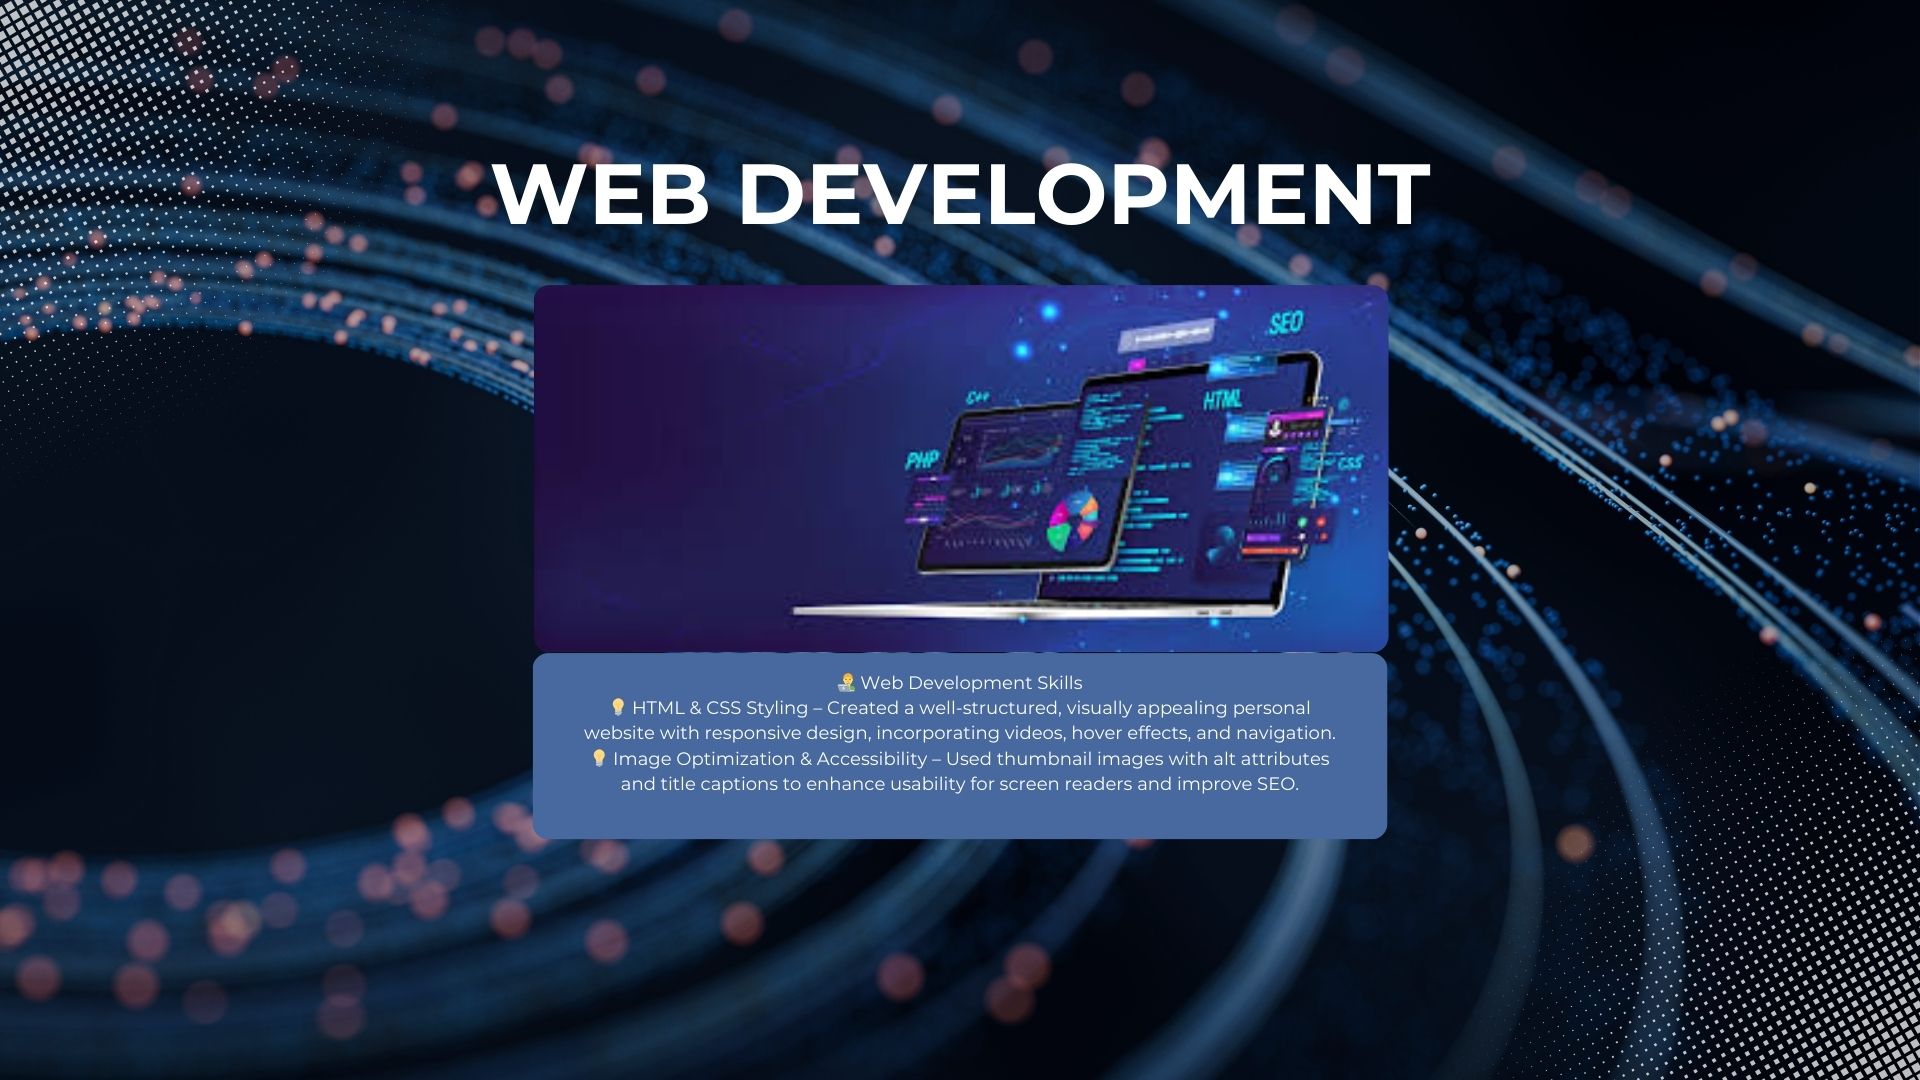 WEB DEVELOPMENT
SEO
C++
HTML
PHP
CSS
👨‍💻 Web Development Skills
💡 HTML & CSS Styling – Created a well-structured, visually appealing personal
website with responsive design, incorporating videos, hover effects, and navigation.
💡 Image Optimization & Accessibility – Used thumbnail images with alt attributes
and title captions to enhance usability for screen readers and improve SEO.